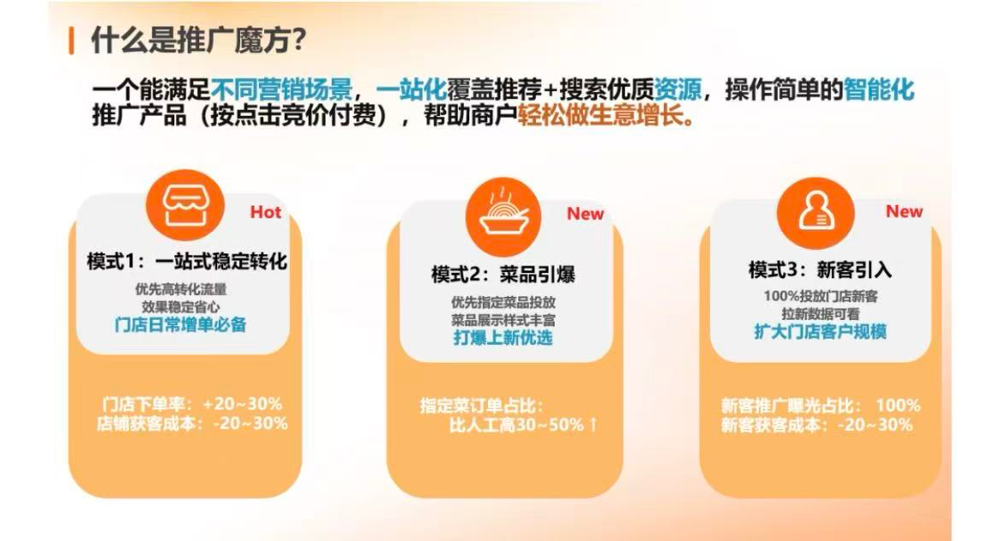 什么是推广魔方？
一个能满足不同营销场景，一站化覆盖推荐+搜索优质资源，操作简单的智能化
推广产品（按点击竞价付费），帮助商户轻松做生意增长。
Hot
模式1：一站式稳定转化
优先高转化流量
效果稳定省心
门店日常增单必备
门店下单率：+20~30%
店铺获客成本：-20~30%
New
模式2：菜品引爆
优先指定菜品投放
菜品展示样式丰富
打爆上新优选
指定菜订单占比：
比人工高30~50%↑
New
模式3：新客引入
100%投放门店新客
拉新数据可看
扩大门店客户规模
新客推广曝光占比： 100%
新客获客成本：-20~30%